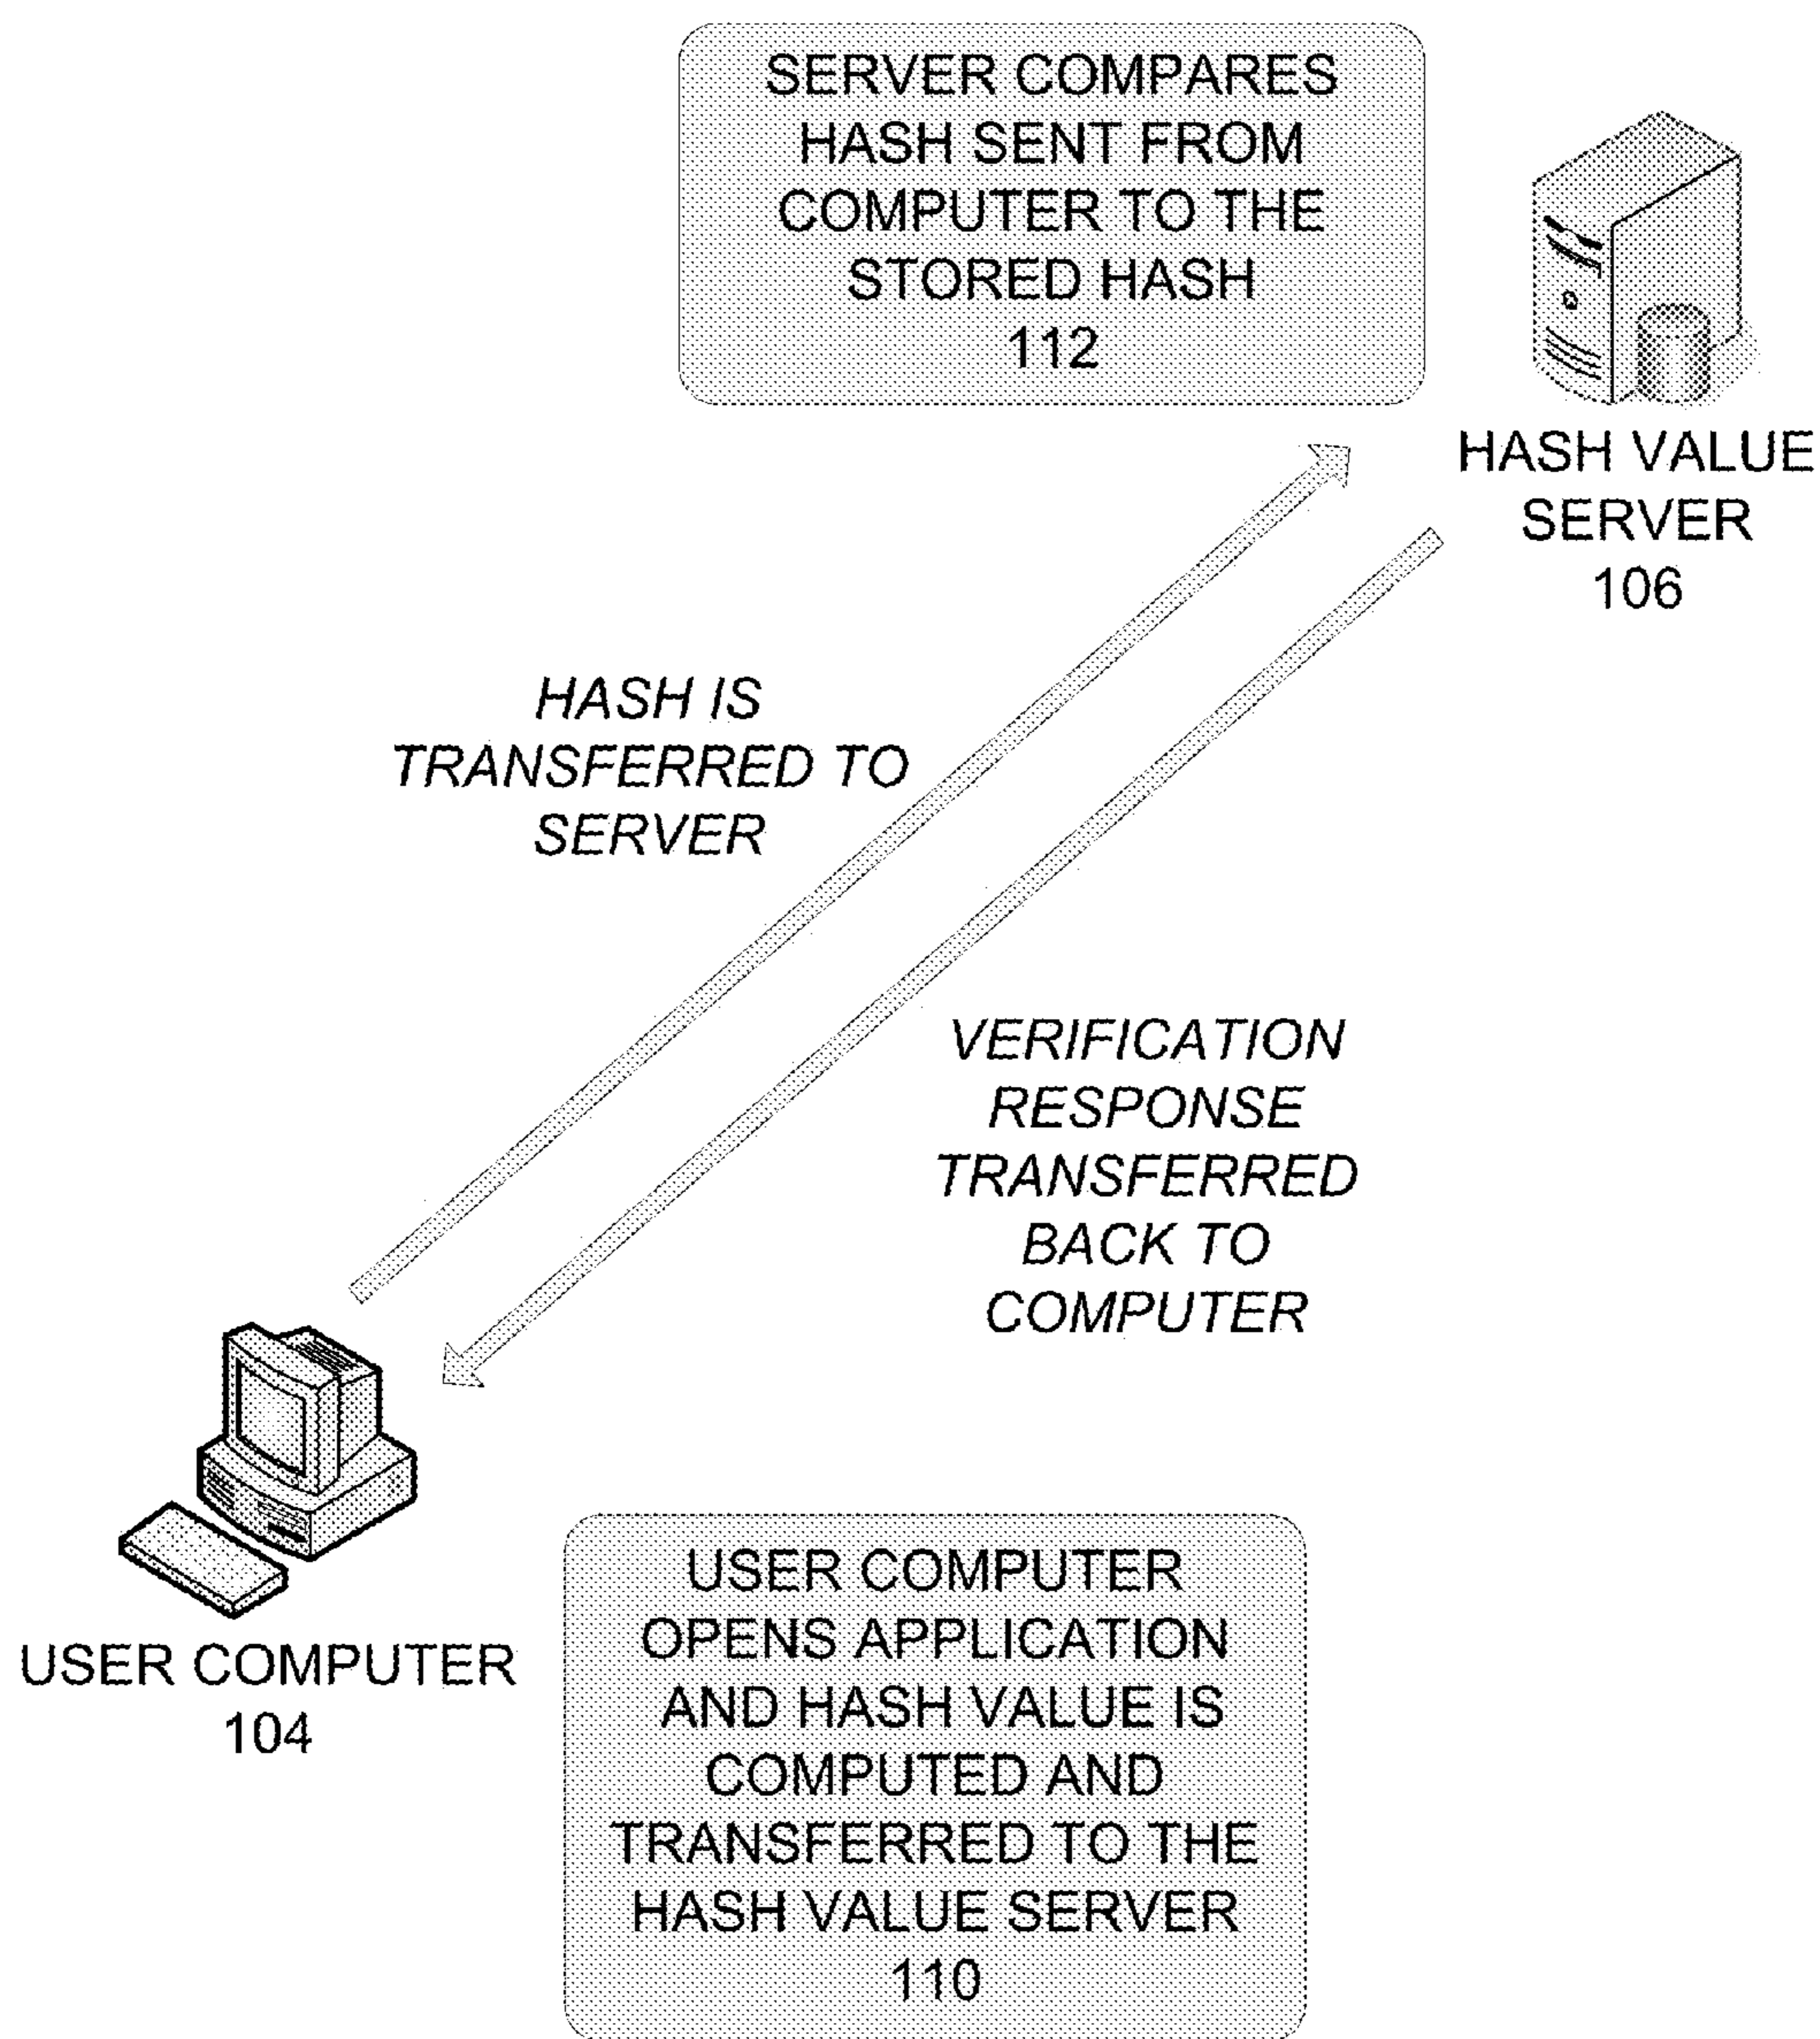 SERVER COMPARES
HASH SENT FROM
COMPUTER TO THE
STORED HASH
112
HASH VALUE
SERVER
106
HASH IS
TRANSFERRED TO
SERVER
VERIFICATION
RESPONSE
TRANSFERRED
BACK TO
COMPUTER
USER COMPUTER
104
USER COMPUTER
OPENS APPLICATION
AND HASH VALUE IS
COMPUTED AND
TRANSFERRED TO THE
HASH VALUE SERVER
110